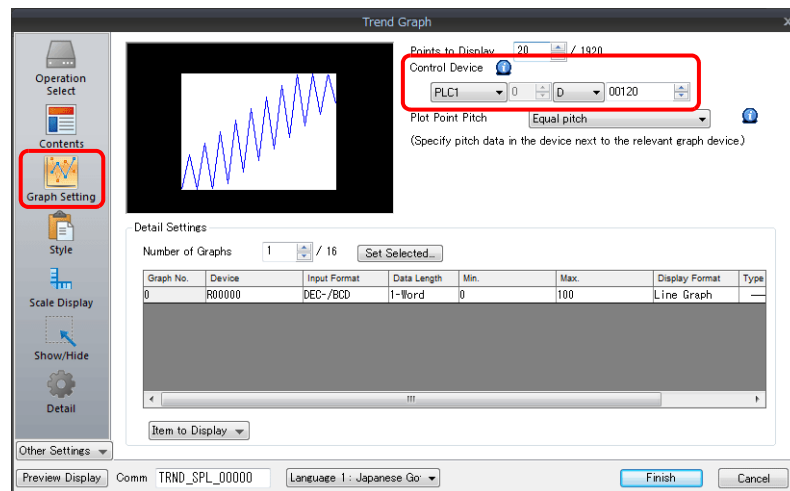 Trend Graph
Operation
Select
Contents
Graph Setting
Style
Scale Display
Show/Hide
Detail
Other Settings
Points to Display 20 / 1920
Control Device
PLC1 0 D 00120
Plot Point Pitch Equal pitch
(Specify pitch data in the device next to the relevant graph device.)
Detail Settings
Number of Graphs 1 / 16 Set Selected...
Graph No. Device Input Format Data Length Min. Max. Display Format Type
0 R00000 DEC-/BCD 1-Word 0 100 Line Graph
Item to Display
Preview Display Comm TRND_SPL_00000 Language 1 : Japanese Go Finish Cancel